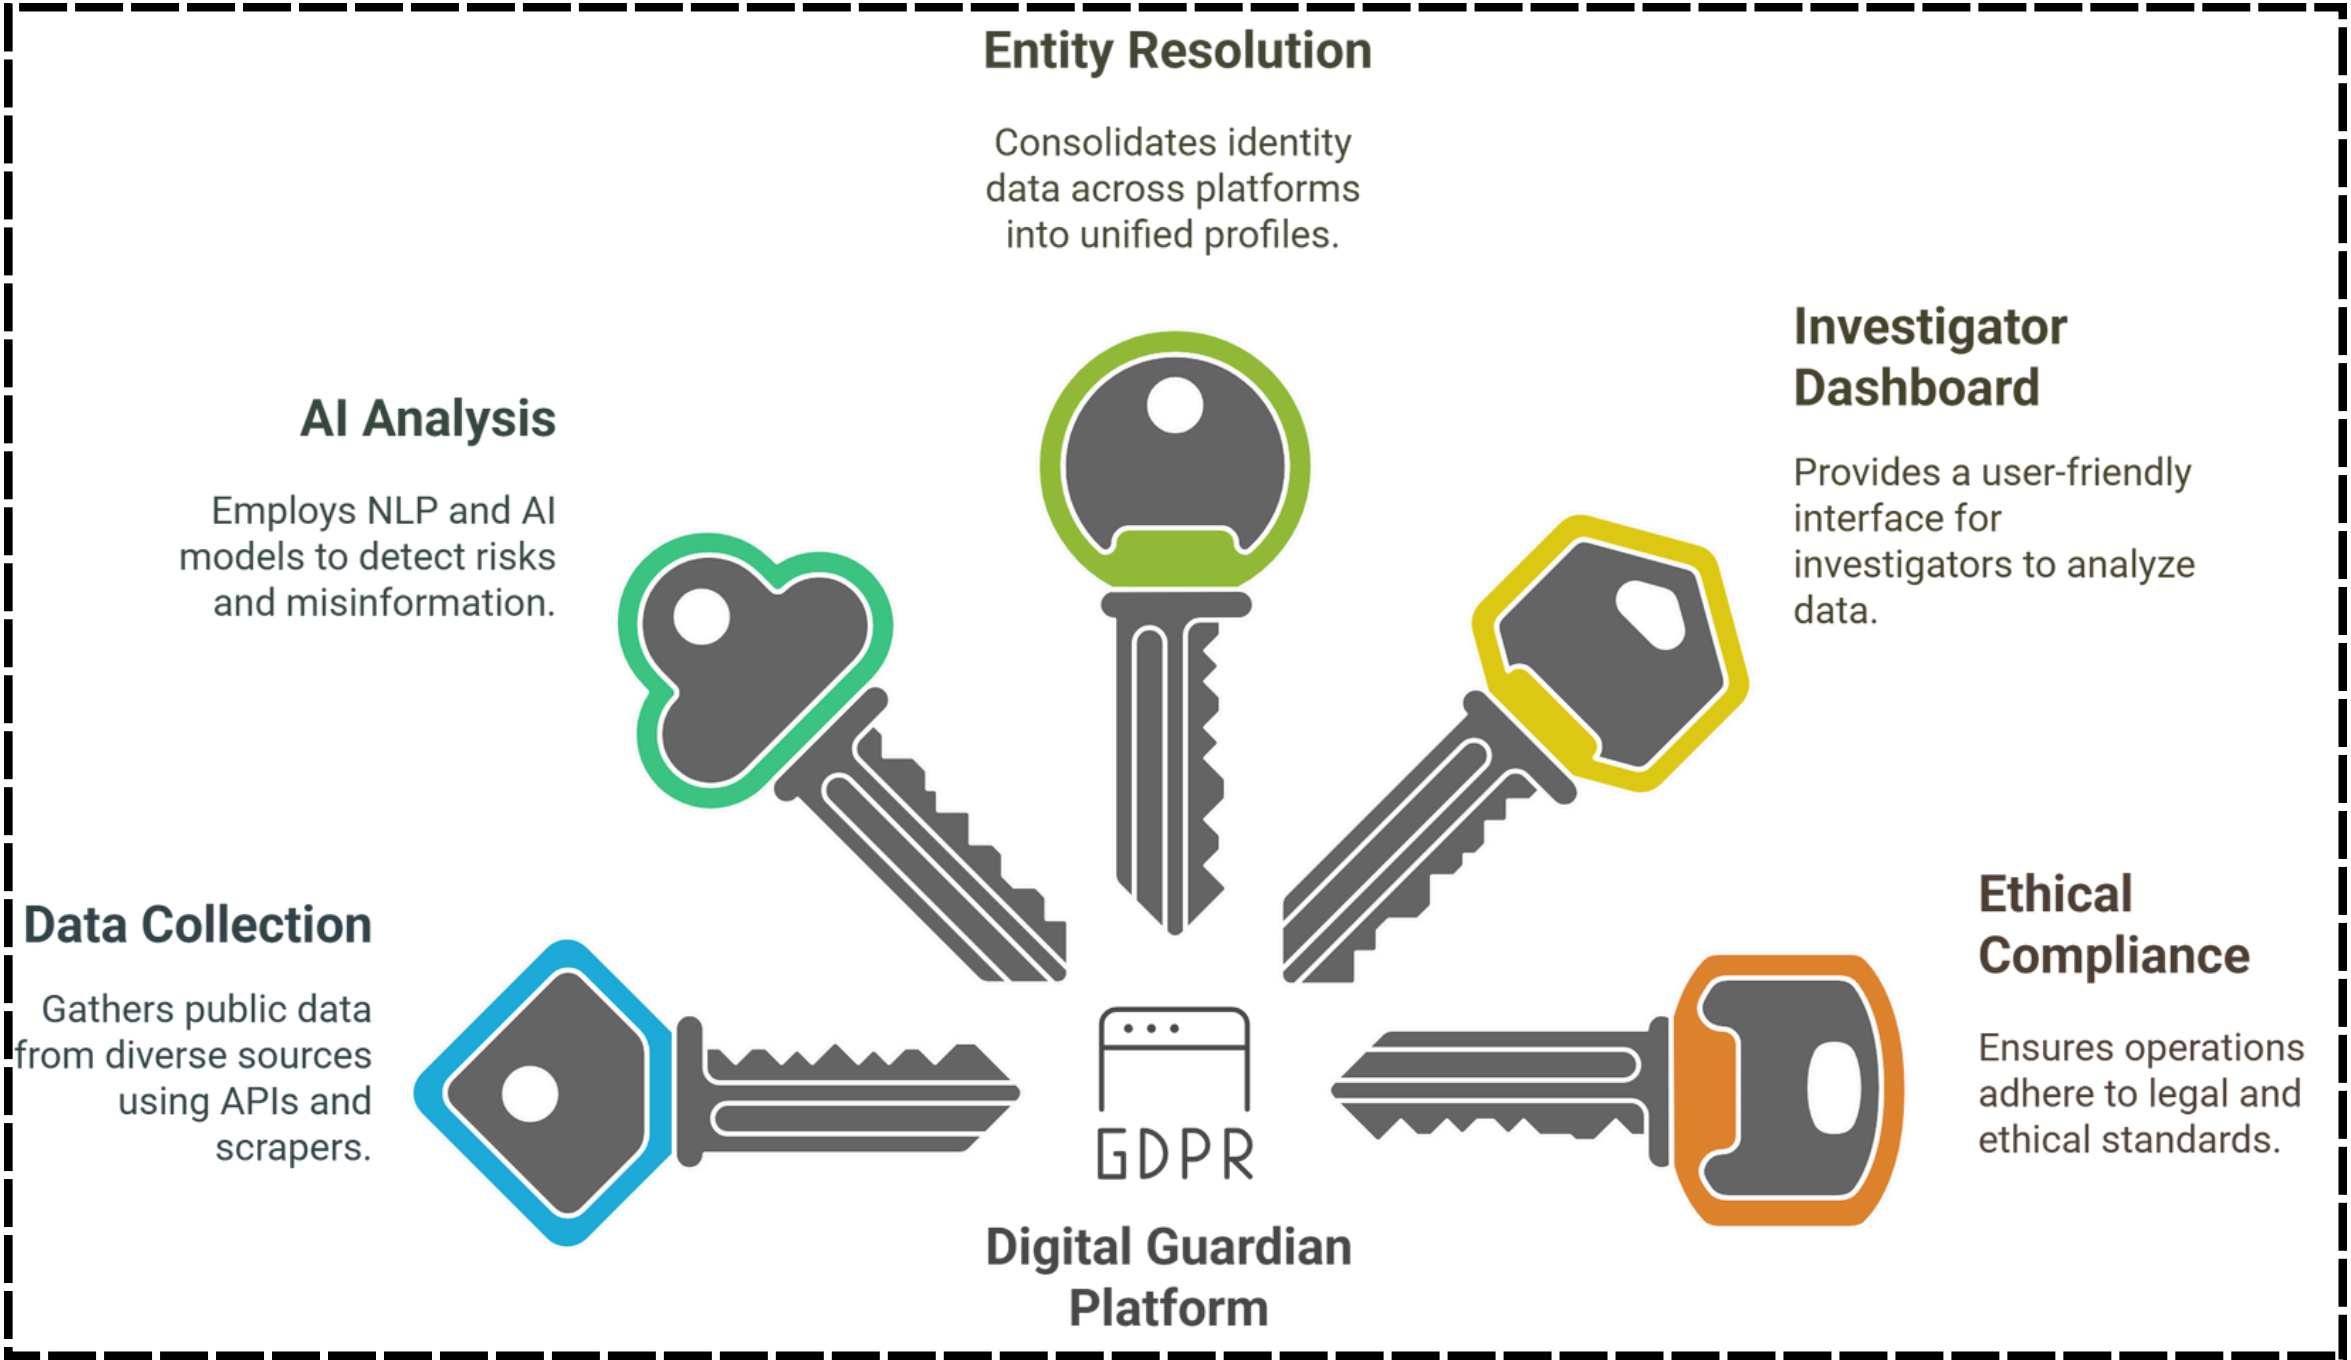 Entity Resolution
Consolidates identity
data across platforms
into unified profiles.
Investigator
Dashboard
Provides a user-friendly
interface for
investigators to analyze
data.
AI Analysis
Employs NLP and AI
models to detect risks
and misinformation.
Data Collection
Gathers public data
from diverse sources
using APIs and
scrapers.
Ethical
Compliance
Ensures operations
adhere to legal and
ethical standards.
GDPR
Digital Guardian
Platform